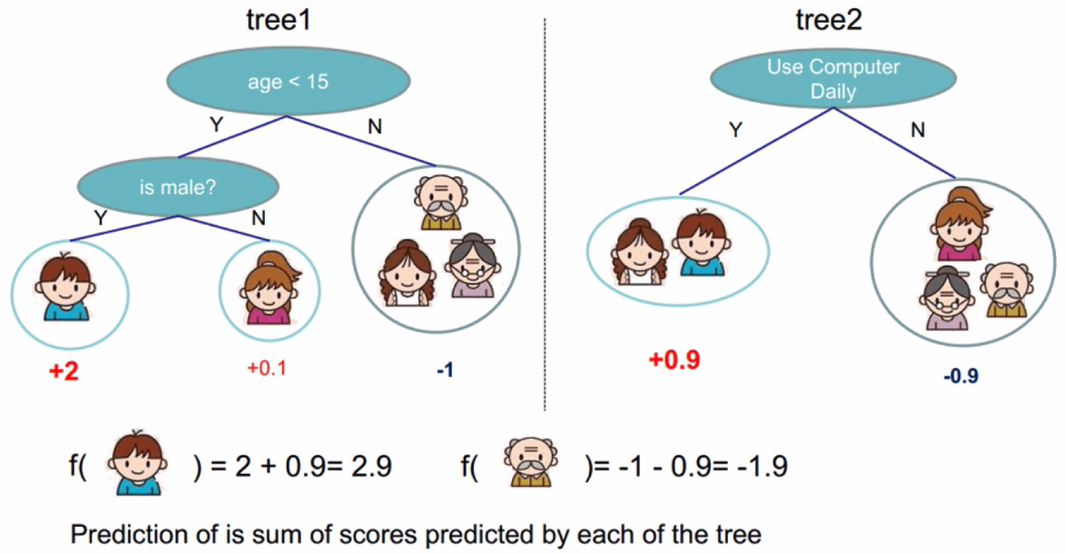 tree1
tree2
age < 15
Use Computer
Daily
Y
N
Y
N
is male?
Y
N
+2
+0.1
-1
+0.9
-0.9
f( ) = 2 + 0.9= 2.9
f( )= -1 - 0.9= -1.9
Prediction of is sum of scores predicted by each of the tree